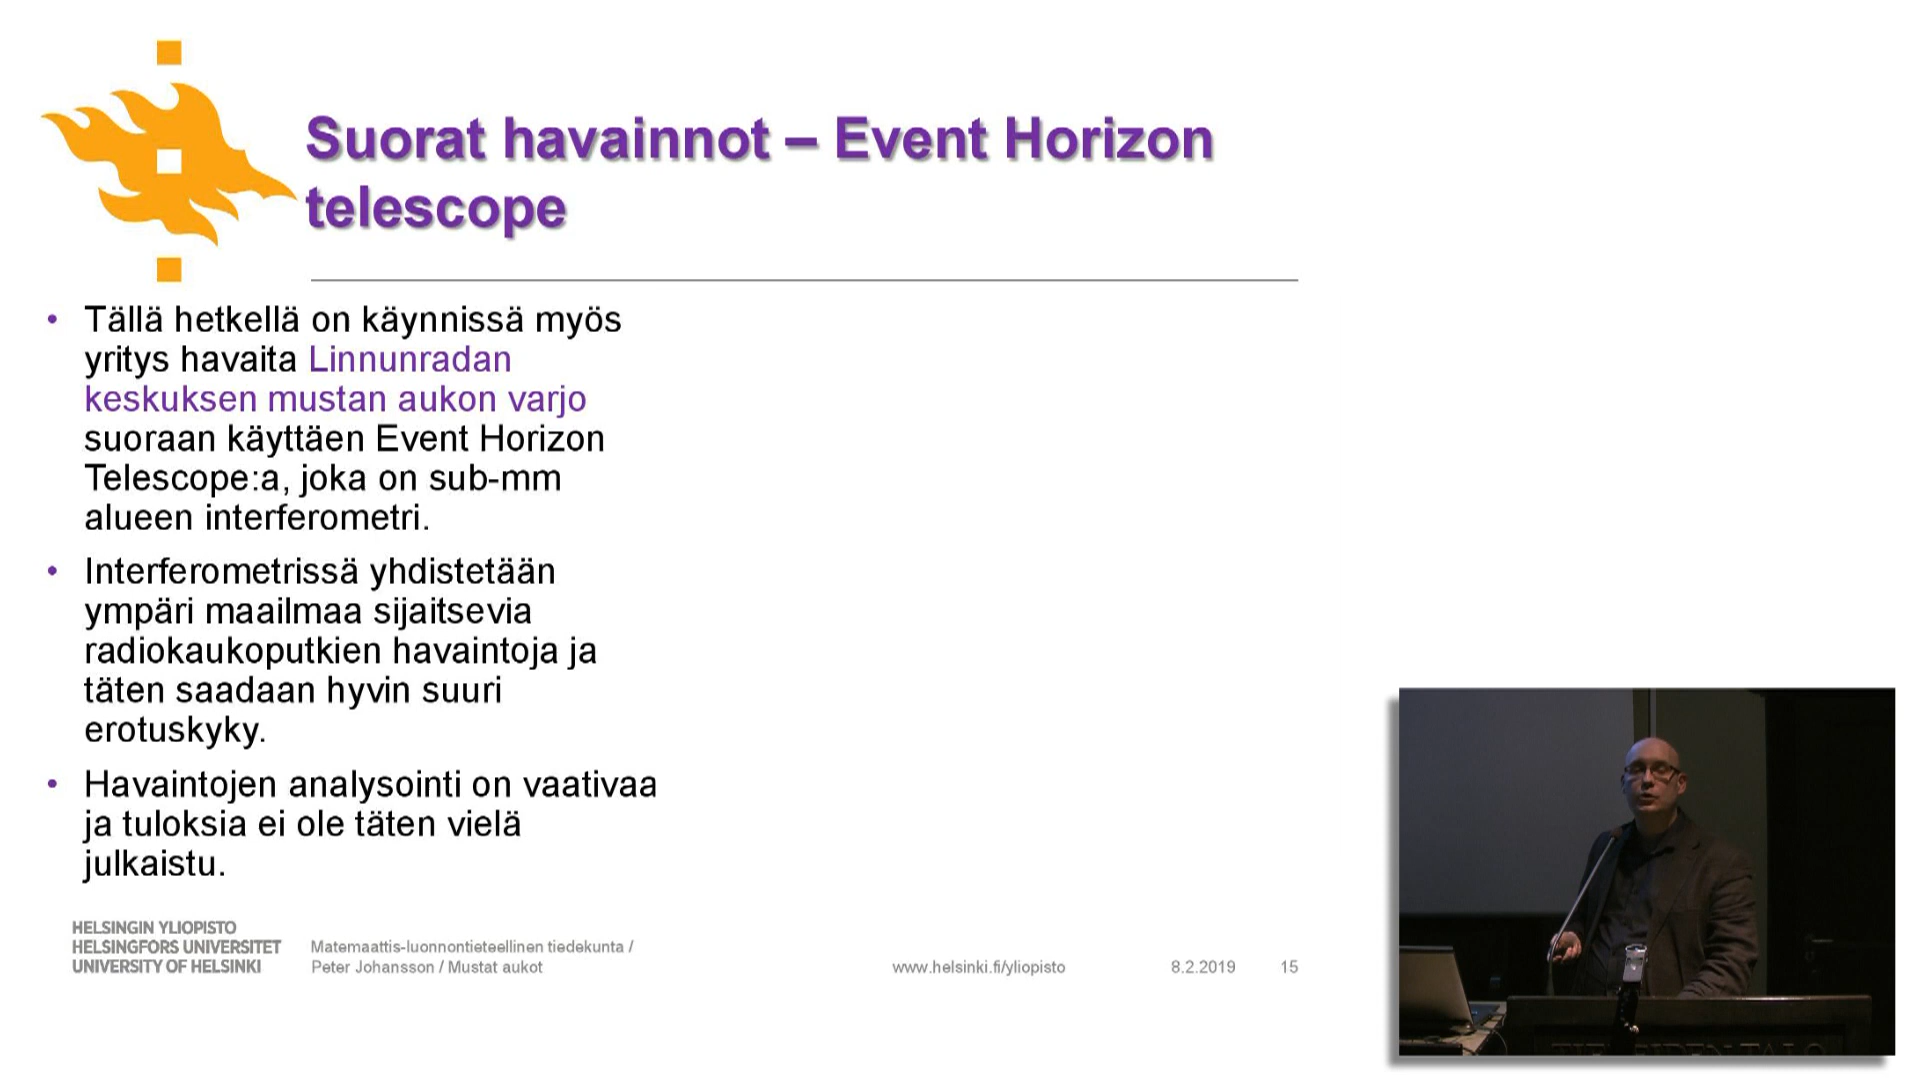 Suorat havainnot – Event Horizon
telescope
• Tällä hetkellä on käynnissä myös
yritys havaita Linnunradan
keskuksen mustan aukon varjo
suoraan käyttäen Event Horizon
Telescope:a, joka on sub-mm
alueen interferometri.
• Interferometrissä yhdistetään
ympäri maailmaa sijaitsevia
radiokaukoputkien havaintoja ja
täten saadaan hyvin suuri
erotuskyky.
• Havaintojen analysointi on vaativaa
ja tuloksia ei ole täten vielä
julkaistu.
HELSINGIN YLIOPISTO
HELSINGFORS UNIVERSITET
UNIVERSITY OF HELSINKI
Matemaattis-luonnontieteellinen tiedekunta /
Peter Johansson / Mustat aukot
www.helsinki.fi/yliopisto
8.2.2019
15